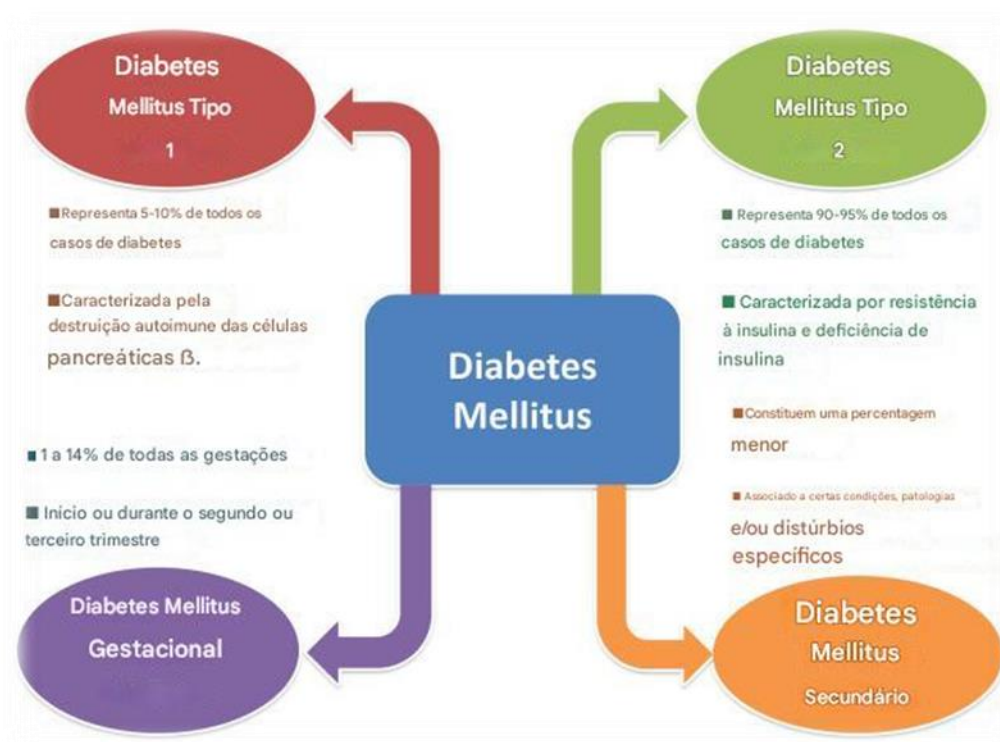 Diabetes
Mellitus Tipo
1
■Representa 5-10% de todos os
casos de diabetes
■Caracterizada pela
destruição autoimune das células
pancreáticas ß.
Diabetes
Mellitus Tipo
2
■ Representa 90-95% de todos os
casos de diabetes
■ Caracterizada por resistência
à insulina e deficiência de
insulina
Diabetes
Mellitus
■ 1 a 14% de todas as gestações
■ Início ou durante o segundo ou
terceiro trimestre
Diabetes Mellitus
Gestacional
■Constituem uma percentagem
menor
■ Associado a certas condições, patologias
e/ou distúrbios
específicos
Diabetes
Mellitus
Secundário